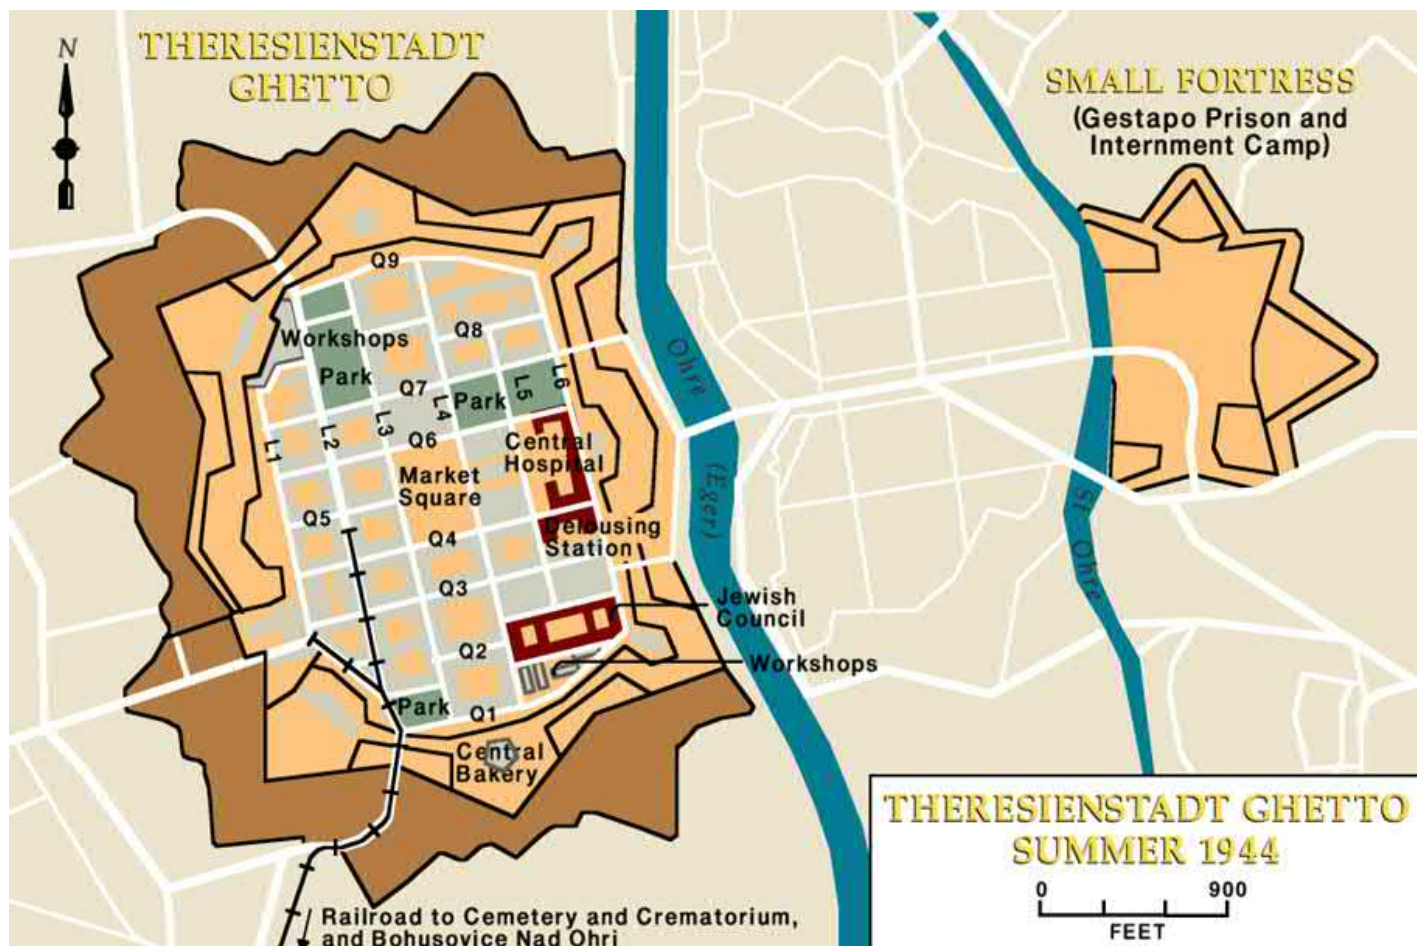 N
THERESIENSTADT
GHETTO
SMALL FORTRESS
(Gestapo Prison and
Internment Camp)
Q9
Workshops
Q8
Park
Q7
L6
L5
Park
L4
L3
L2
L1
Q6
Central
Hospital
Market
Square
Q5
Q4
Delousing
Station
Q3
Jewish
Council
Q2
Workshops
Park
Q1
Central
Bakery
Ohre
(Eger)
St. Ohre
Railroad to Cemetery and Crematorium,
and Bohusovice Nad Ohri
THERESIENSTADT GHETTO
SUMMER 1944
0 900
FEET